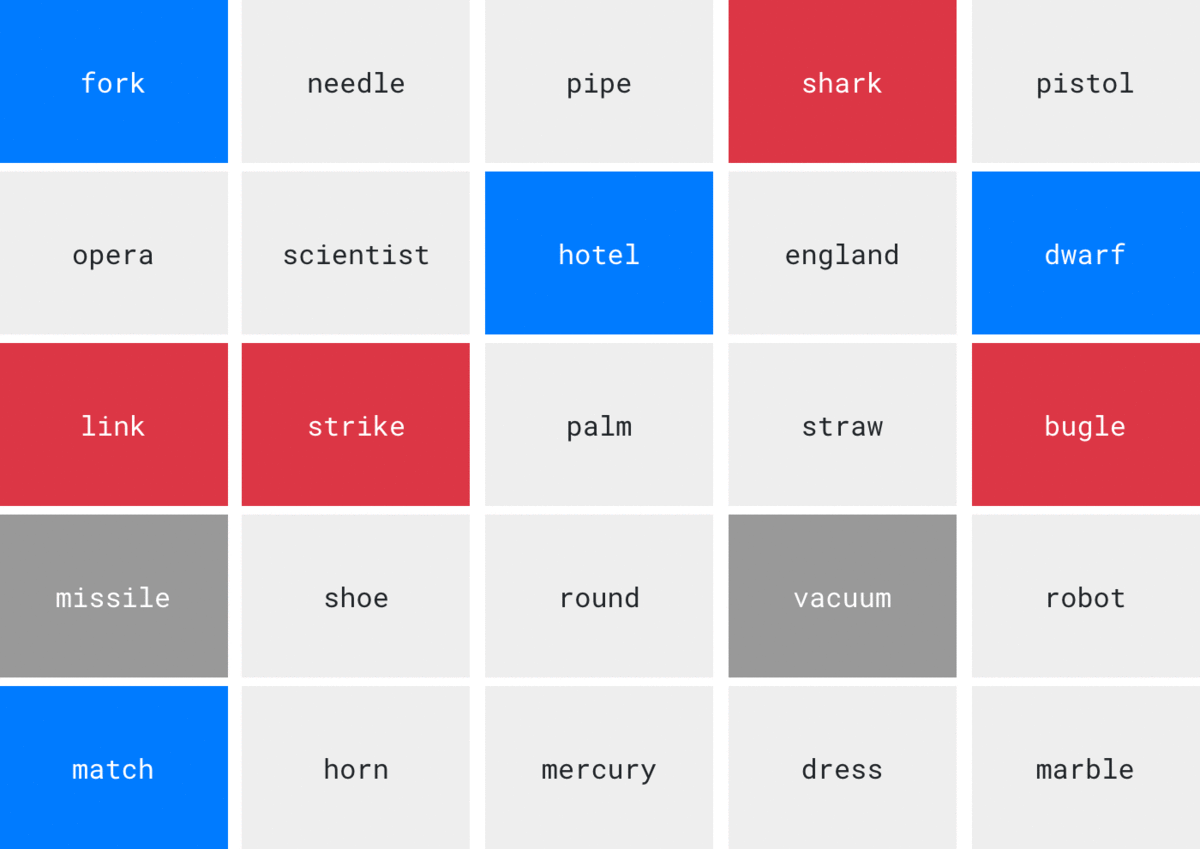 fork needle pipe shark pistol
opera scientist hotel england dwarf
link strike palm straw bugle
missile shoe round vacuum robot
match horn mercury dress marble